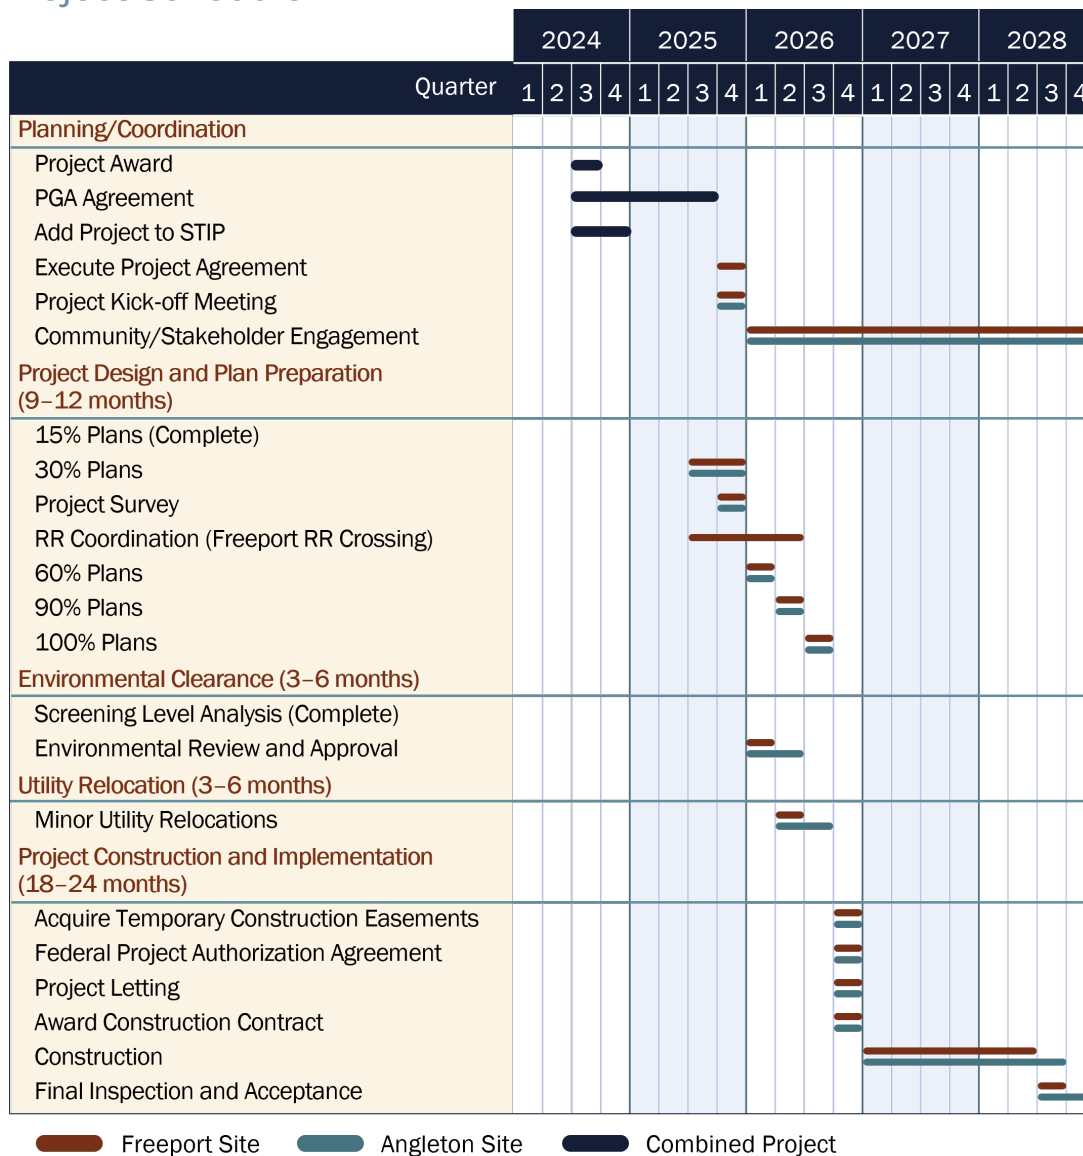 2024 2025 2026 2027 2028
Quarter 1 2 3 4 1 2 3 4 1 2 3 4 1 2 3 4 1 2 3 4
Planning/Coordination
Project Award
PGA Agreement
Add Project to STIP
Execute Project Agreement
Project Kick-off Meeting
Community/Stakeholder Engagement
Project Design and Plan Preparation
(9–12 months)
15% Plans (Complete)
30% Plans
Project Survey
RR Coordination (Freeport RR Crossing)
60% Plans
90% Plans
100% Plans
Environmental Clearance (3–6 months)
Screening Level Analysis (Complete)
Environmental Review and Approval
Utility Relocation (3–6 months)
Minor Utility Relocations
Project Construction and Implementation
(18–24 months)
Acquire Temporary Construction Easements
Federal Project Authorization Agreement
Project Letting
Award Construction Contract
Construction
Final Inspection and Acceptance
Freeport Site Angleton Site Combined Project